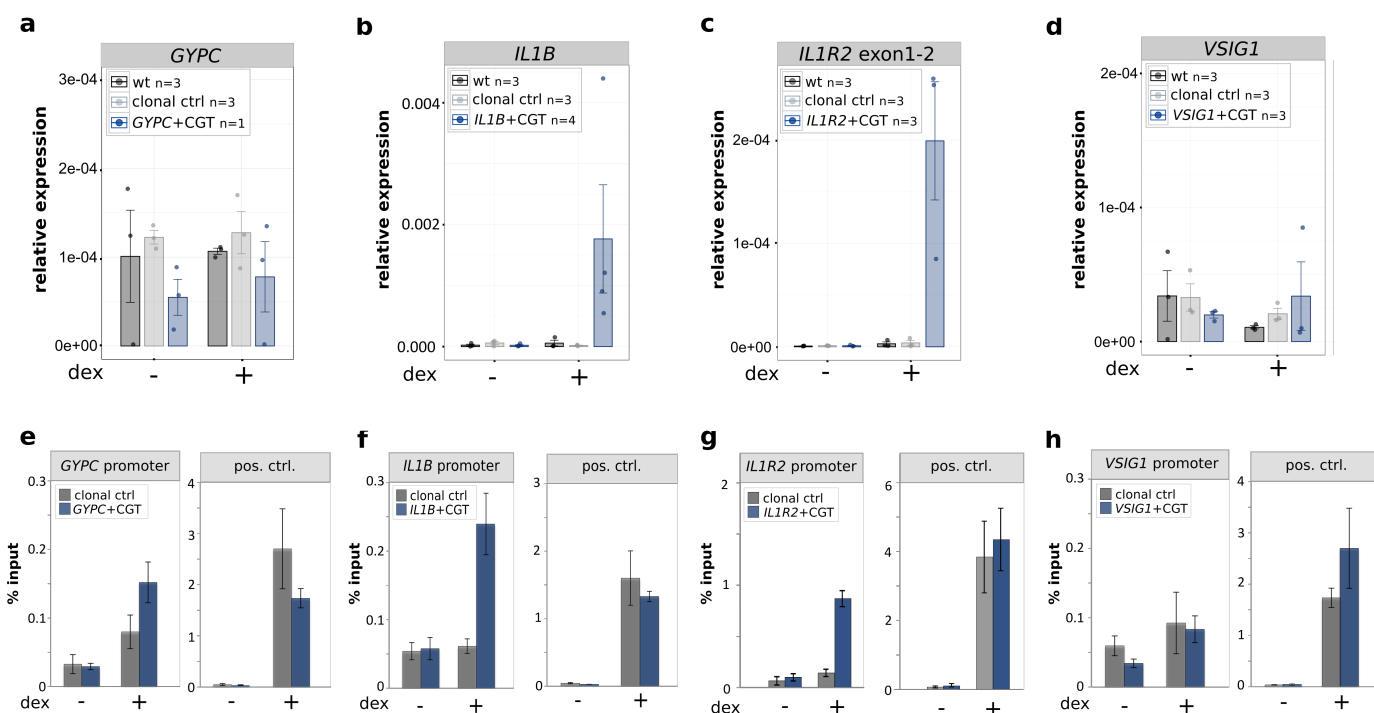 a
GYPC
relative expression
3e-04
2e-04
1e-04
0e+00
wt n=3
clonal ctrl n=3
GYPC+CGT n=1
dex - +
b
IL1B
relative expression
0.004
0.002
0.000
wt n=3
clonal ctrl n=3
IL1B+CGT n=4
dex - +
c
IL1R2 exon1-2
relative expression
2e-04
1e-04
0e+00
wt n=3
clonal ctrl n=3
IL1R2+CGT n=3
dex - +
d
VSIG1
relative expression
2e-04
1e-04
0e+00
wt n=3
clonal ctrl n=3
VSIG1+CGT n=3
dex - +
e
GYPC promoter
% input
0.3
0.2
0.1
0
clonal ctrl
GYPC+CGT
pos. ctrl.
4
3
2
1
0
dex - +
- +
f
IL1B promoter
% input
0.3
0.2
0.1
0
clonal ctrl
IL1B+CGT
pos. ctrl.
3
2
1
0
dex - +
- +
g
IL1R2 promoter
% input
2
1
0
clonal ctrl
IL1R2+CGT
pos. ctrl.
6
4
2
0
dex - +
- +
h
VSIG1 promoter
% input
0.3
0.2
0.1
0
clonal ctrl
VSIG1+CGT
pos. ctrl.
4
3
2
1
0
dex - +
- +